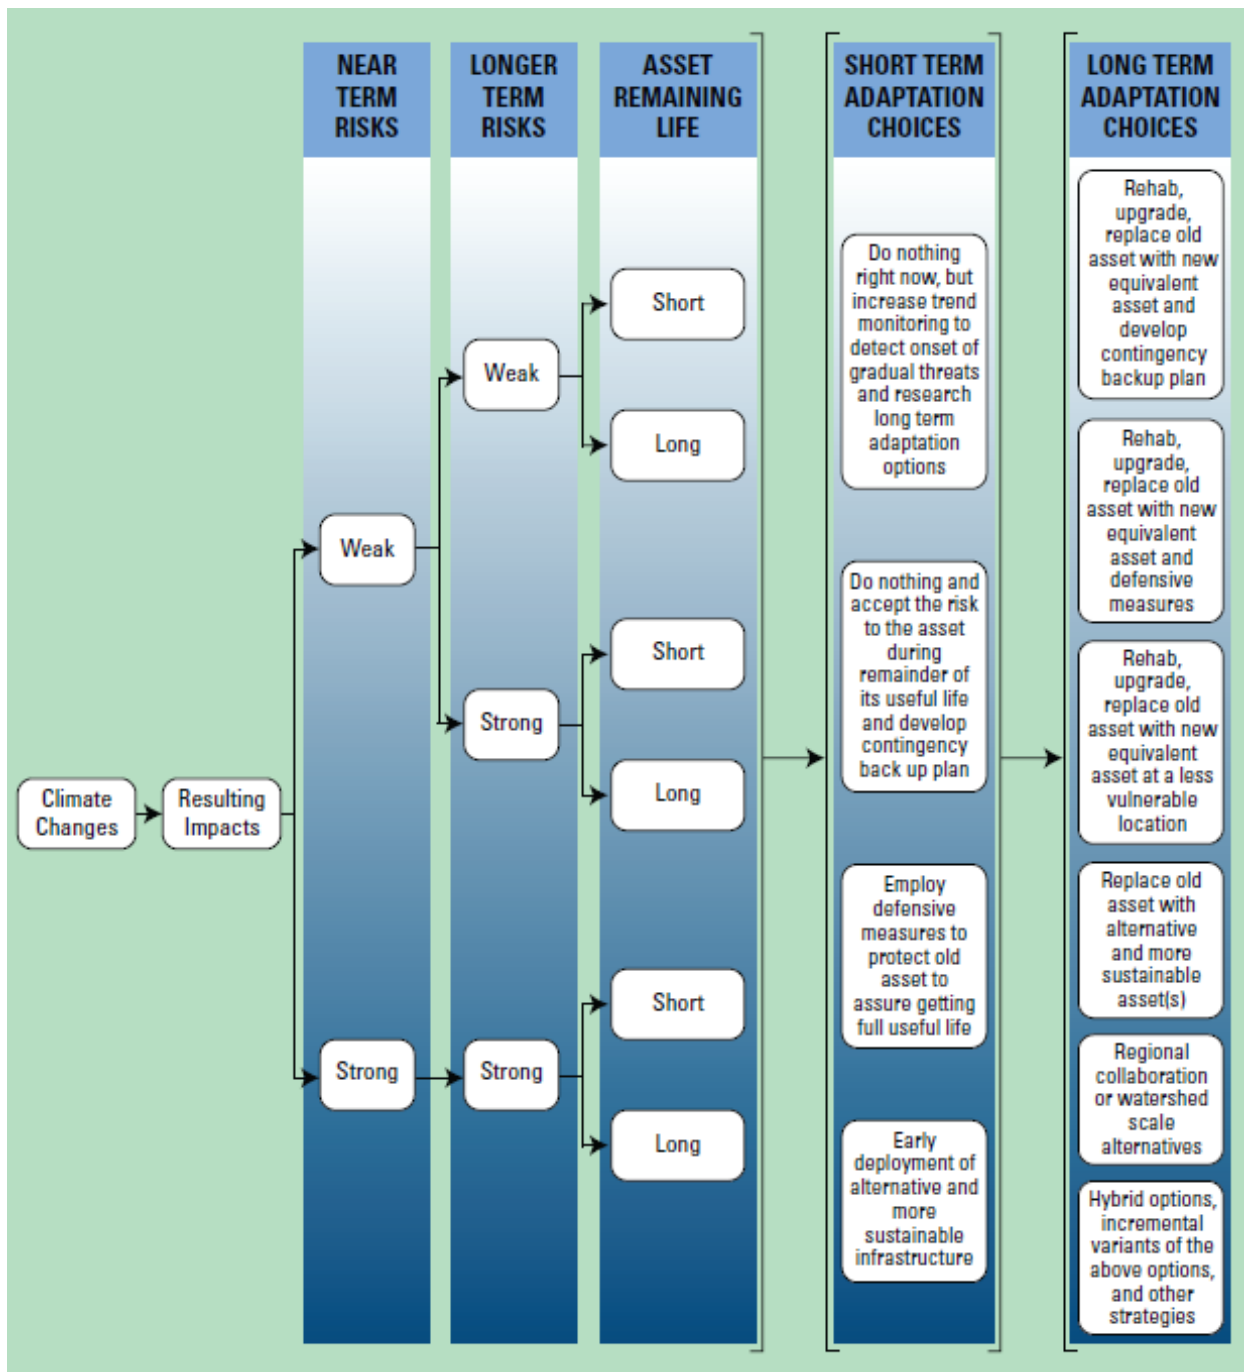 NEAR
TERM
RISKS
LONGER
TERM
RISKS
ASSET
REMAINING
LIFE
SHORT TERM
ADAPTATION
CHOICES
LONG TERM
ADAPTATION
CHOICES
Climate
Changes
Resulting
Impacts
Weak
Strong
Weak
Strong
Strong
Short
Long
Short
Long
Short
Long
Do nothing
right now, but
increase trend
monitoring to
detect onset of
gradual threats
and research
long term
adaptation
options
Do nothing and
accept the risk
to the asset
during
remainder of
its useful life
and develop
contingency
back up plan
Employ
defensive
measures to
protect old
asset to
assure getting
full useful life
Early
deployment of
alternative and
more
sustainable
infrastructure
Rehab,
upgrade,
replace old
asset with new
equivalent
asset and
develop
contingency
backup plan
Rehab,
upgrade,
replace old
asset with new
equivalent
asset and
defensive
measures
Rehab,
upgrade,
replace old
asset with new
equivalent
asset at a less
vulnerable
location
Replace old
asset with
alternative
and more
sustainable
asset(s)
Regional
collaboration
or watershed
scale
alternatives
Hybrid options,
incremental
variants of the
above options,
and other
strategies